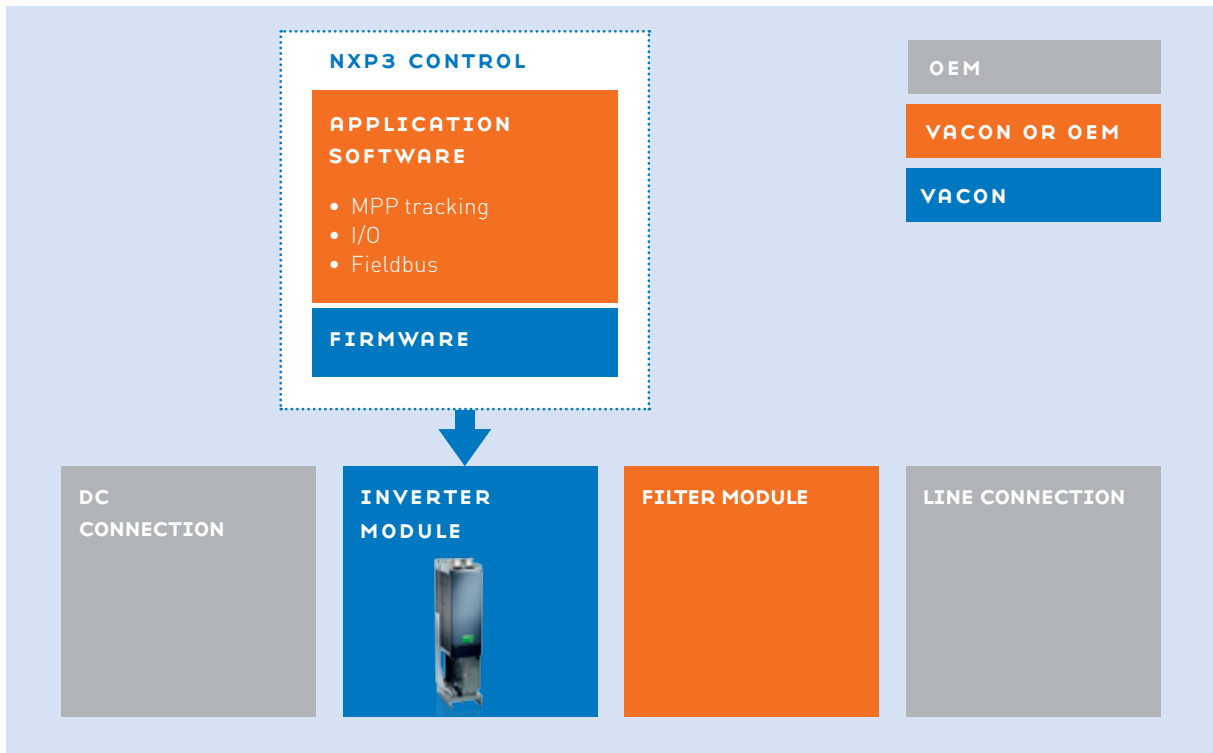 NXP3 CONTROL
APPLICATION
SOFTWARE
• MPP tracking
• I/O
• Fieldbus
FIRMWARE
OEM
VACON OR OEM
VACON
DC
CONNECTION
INVERTER
MODULE
FILTER MODULE
LINE CONNECTION